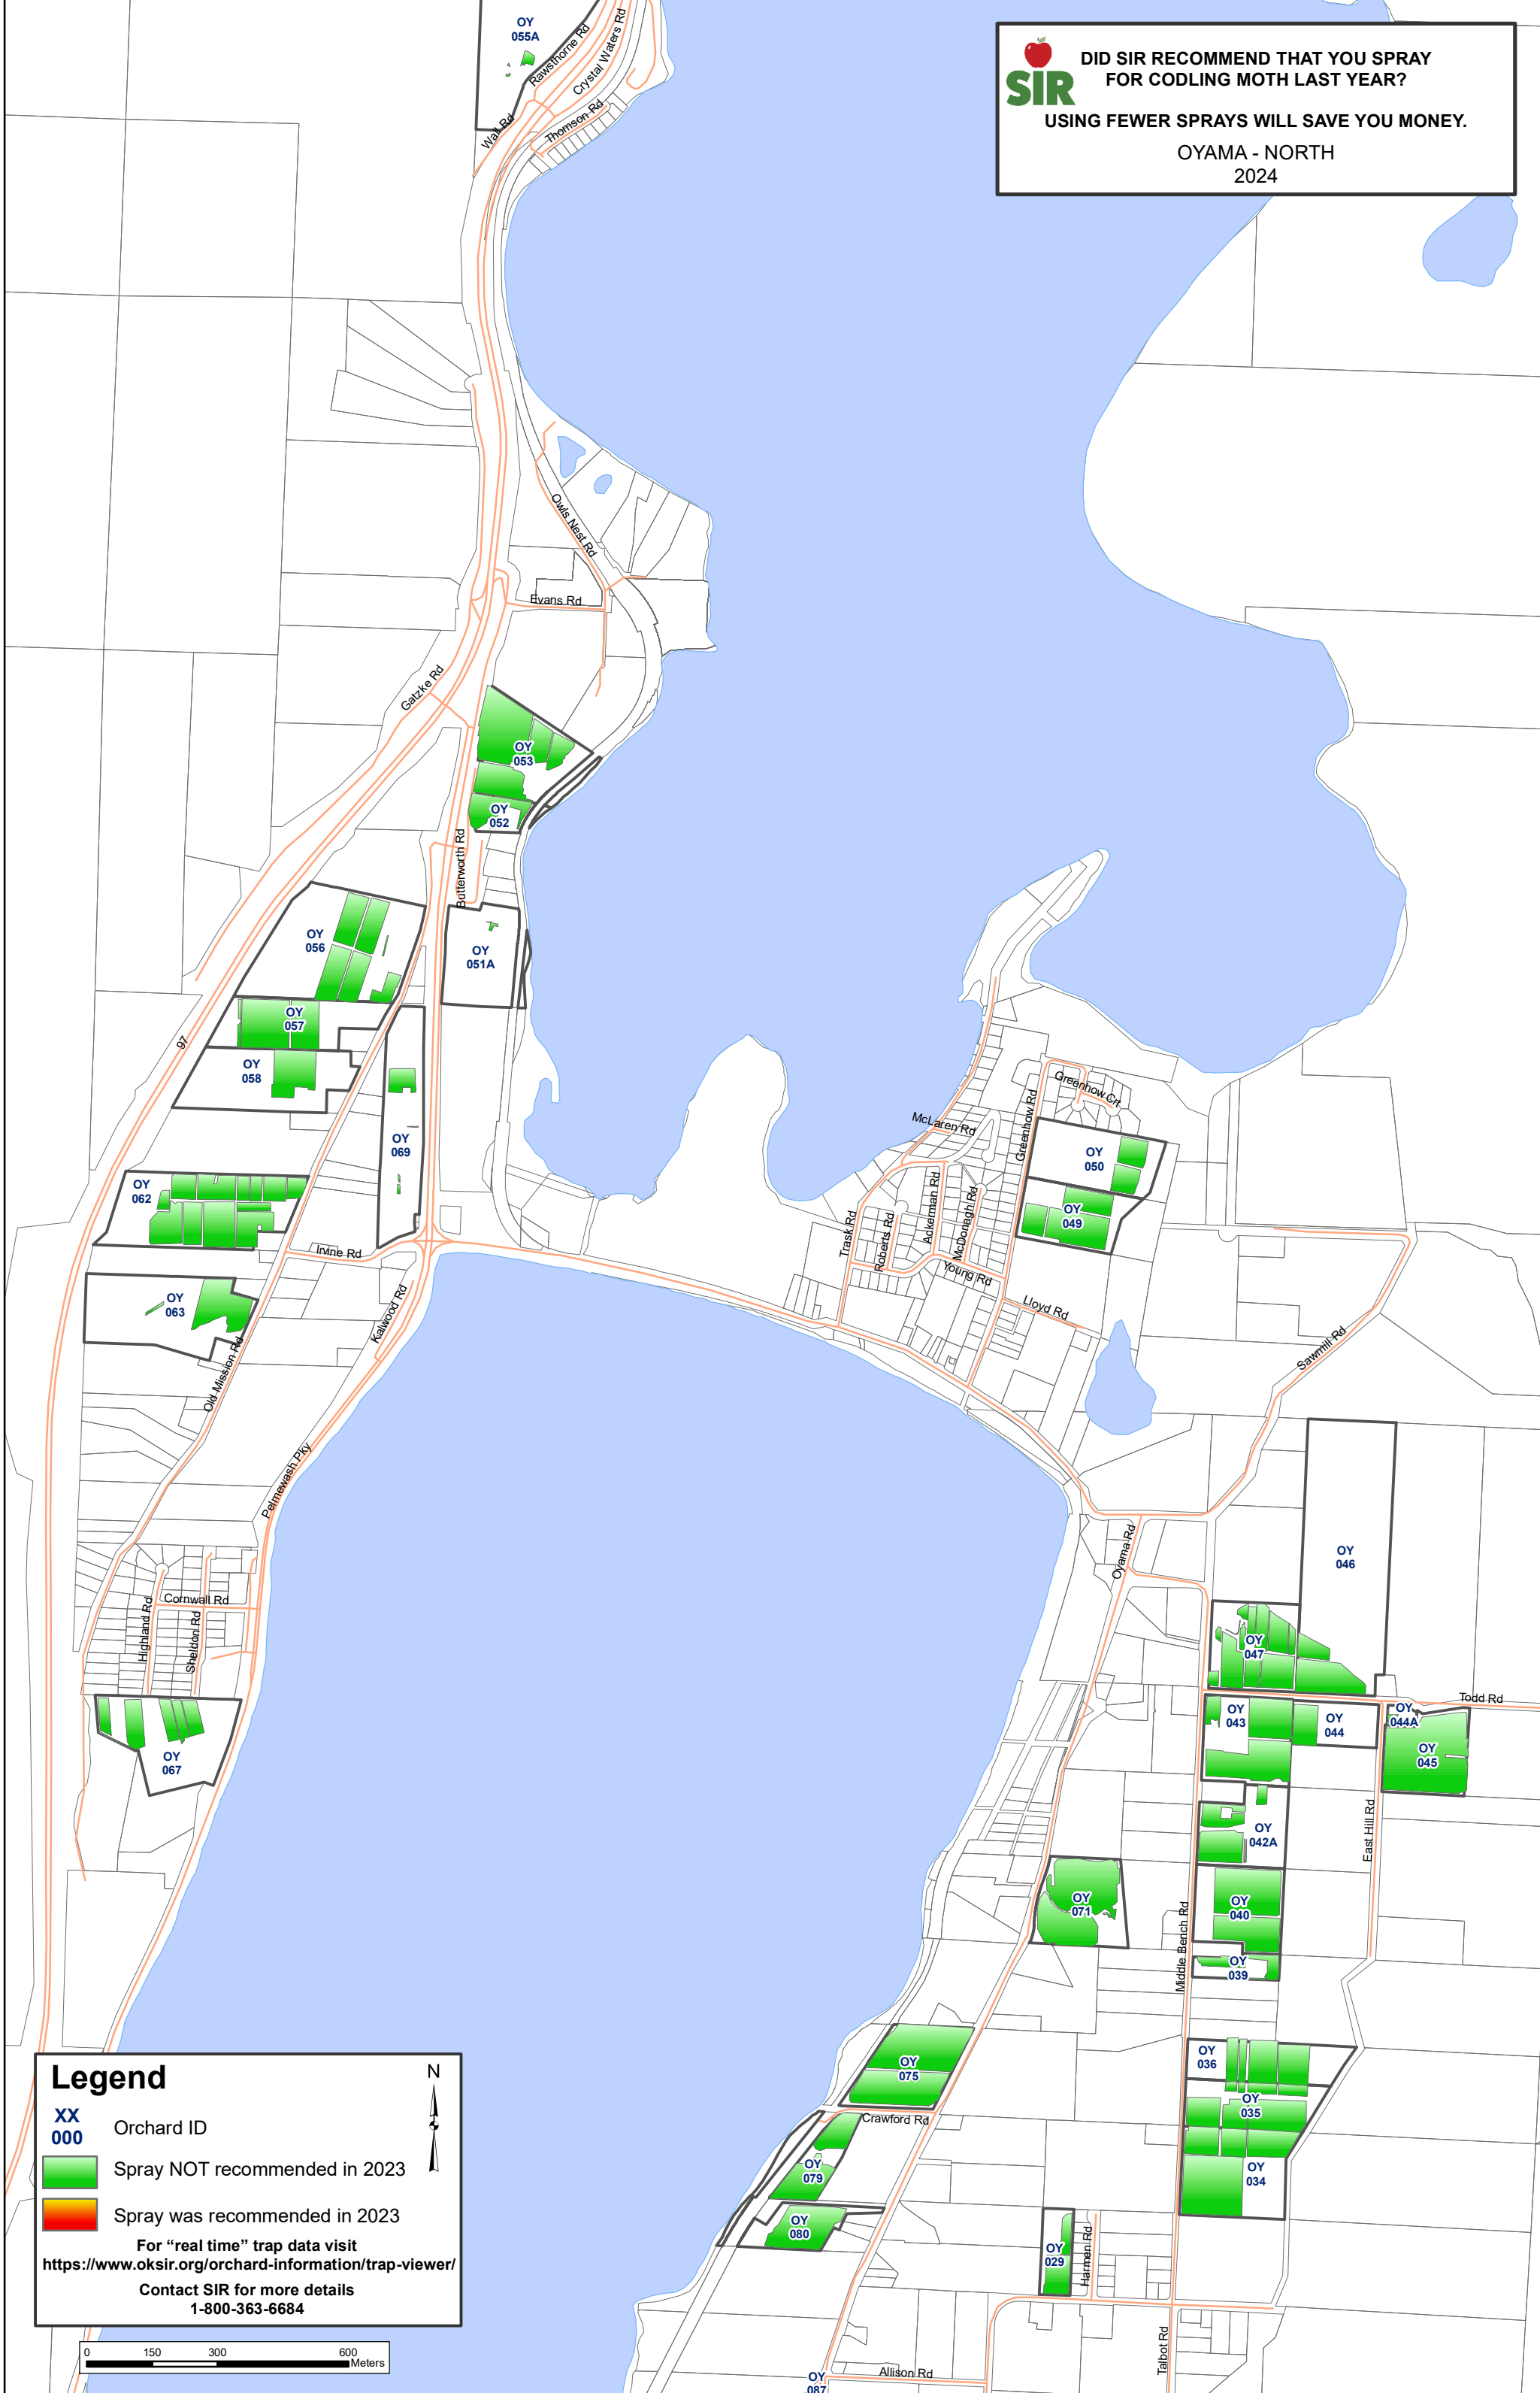 SIR
DID SIR RECOMMEND THAT YOU SPRAY
FOR CODLING MOTH LAST YEAR?
USING FEWER SPRAYS WILL SAVE YOU MONEY.
OYAMA - NORTH
2024
OY
055A
Rawsthorne Rd
Crystal Waters Rd
Wall Rd
Thomson Rd
Owls Nest Rd
Evans Rd
Gatzke Rd
OY
053
OY
052
Butterworth Rd
OY
056
OY
051A
OY
057
97
OY
058
OY
069
Greenhow Crt
Greenhow Rd
McLaren Rd
OY
050
OY
062
OY
049
Trask Rd
Roberts Rd
Ackerman Rd
McDonagh Rd
Young Rd
Irvine Rd
Lloyd Rd
OY
063
Kalwood Rd
Old Mission Rd
Sawmill Rd
Pelmewash Pky
Oyama Rd
OY
046
Cornwall Rd
Highland Rd
Sheldon Rd
OY
047
Todd Rd
OY
043
OY
044
OY
044A
OY
045
OY
067
OY
042A
East Hill Rd
OY
071
OY
040
Middle Bench Rd
OY
039
OY
036
OY
075
OY
035
Crawford Rd
OY
079
OY
034
OY
080
OY
029
Harmen Rd
Talbot Rd
Allison Rd
OY
087
Legend
N
XX
000
Orchard ID
Spray NOT recommended in 2023
Spray was recommended in 2023
For “real time” trap data visit
https://www.oksir.org/orchard-information/trap-viewer/
Contact SIR for more details
1-800-363-6684
0 150 300 600
Meters